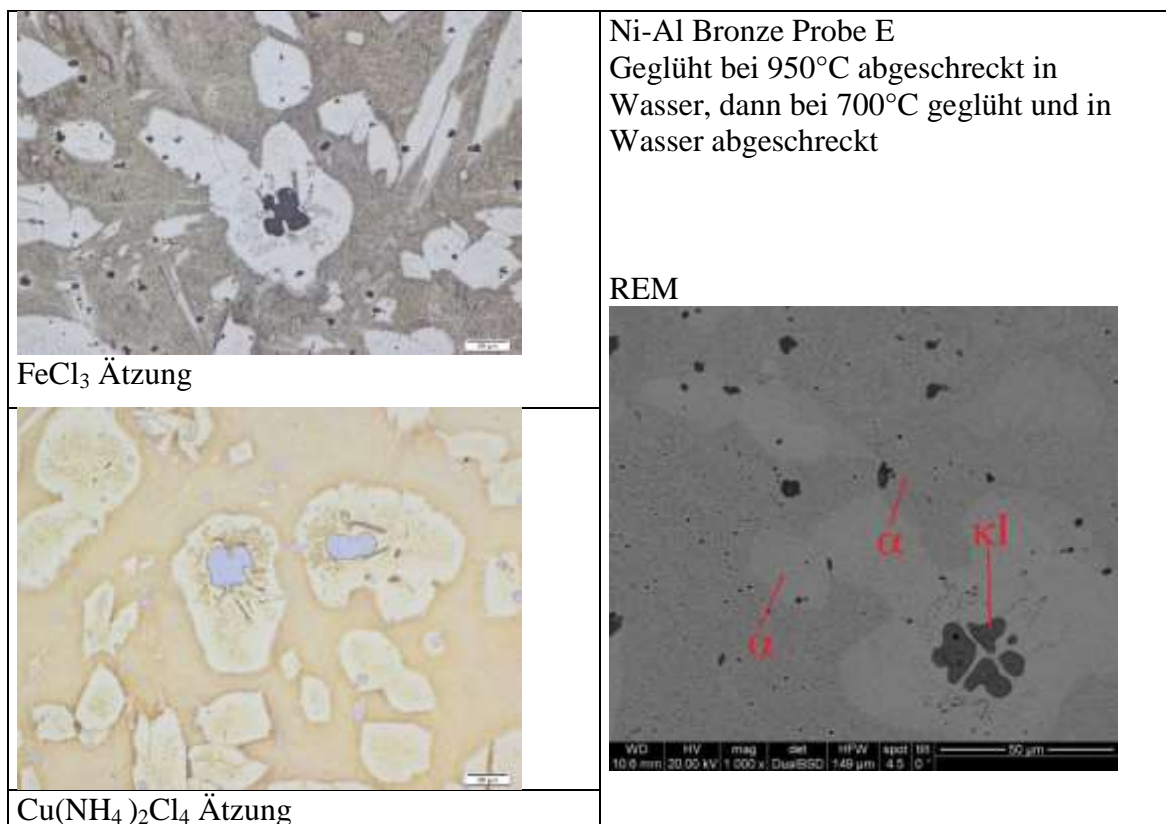 Ni-Al Bronze Probe E
Geglüht bei 950°C abgeschreckt in
Wasser, dann bei 700°C geglüht und in
Wasser abgeschreckt
REM
FeCl3 Ätzung
α
κI
α
WD HV mag det HFW spot tilt 50 µm
10.6 mm 20.00 kV 1 000 x DualBSD 149 µm 4.5 0°
Cu(NH4)2Cl4 Ätzung